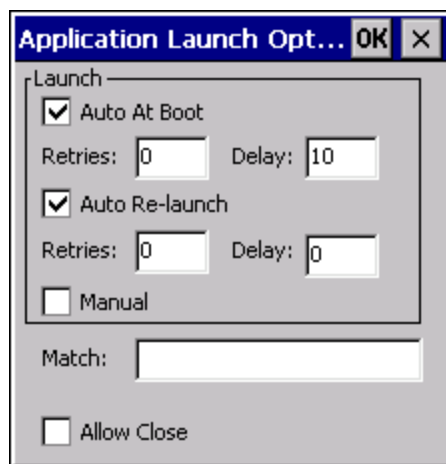 Application Launch Opt... OK ×
Launch
Auto At Boot
Retries: 0 Delay: 10
Auto Re-launch
Retries: 0 Delay: 0
Manual
Match:
Allow Close